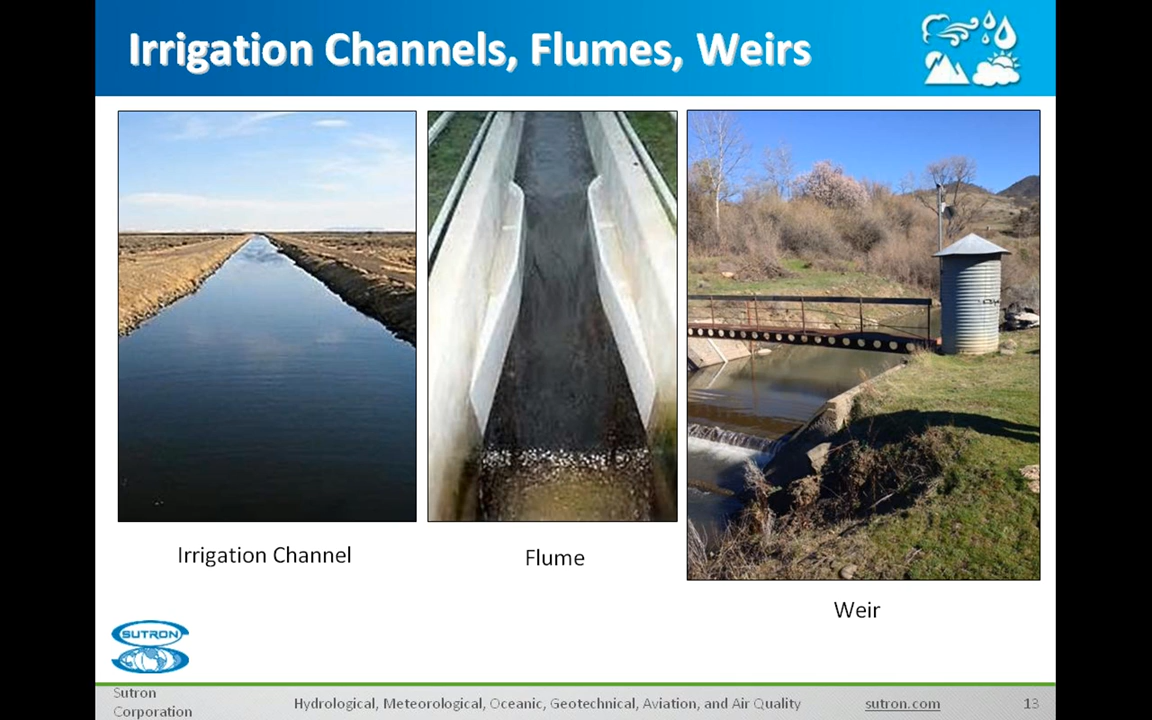 Irrigation Channels, Flumes, Weirs
Irrigation Channel
Flume
Weir
SUTRON
Sutron
Corporation
Hydrological, Meteorological, Oceanic, Geotechnical, Aviation, and Air Quality
sutron.com
13